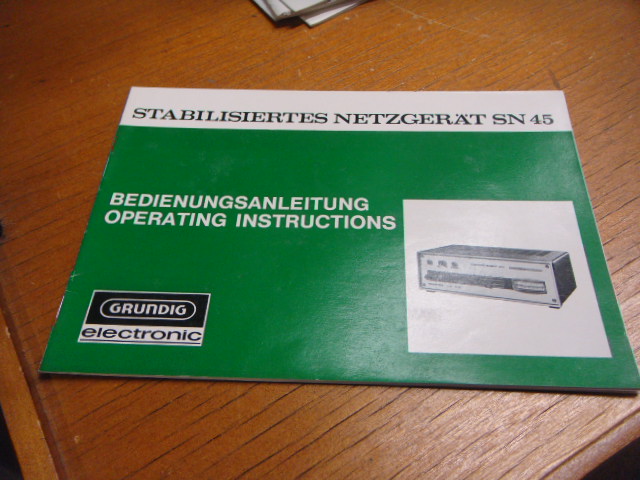 STABILISIERTES NETZGERÄT SN 45
BEDIENUNGSANLEITUNG
OPERATING INSTRUCTIONS
GRUNDIG
electronic